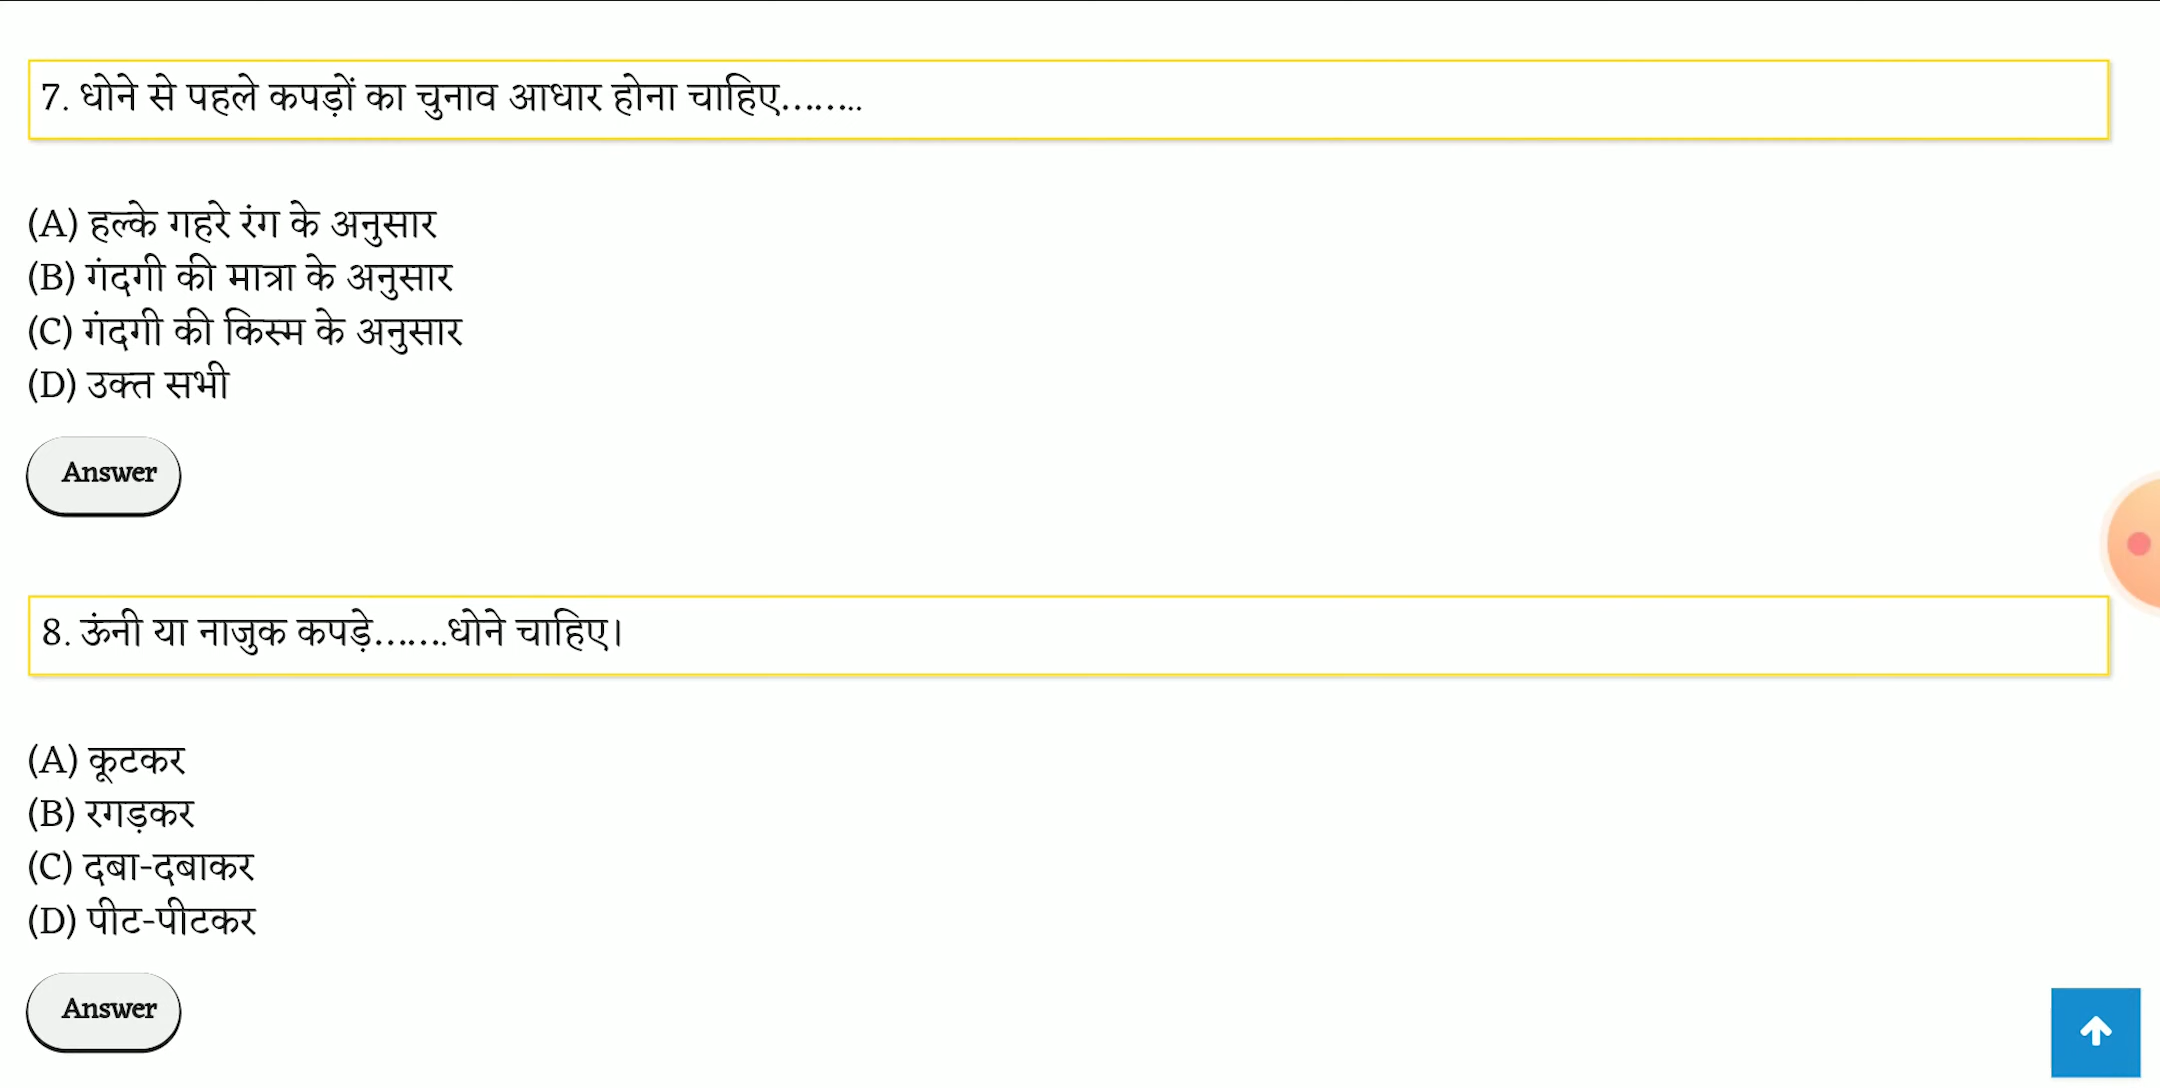 7. धोने से पहले कपड़ों का चुनाव आधार होना चाहिए........
(A) हल्के गहरे रंग के अनुसार
(B) गंदगी की मात्रा के अनुसार
(C) गंदगी की किस्म के अनुसार
(D) उक्त सभी
Answer
8. ऊंनी या नाजुक कपड़े.......धोने चाहिए।
(A) कूटकर
(B) रगड़कर
(C) दबा-दबाकर
(D) पीट-पीटकर
Answer